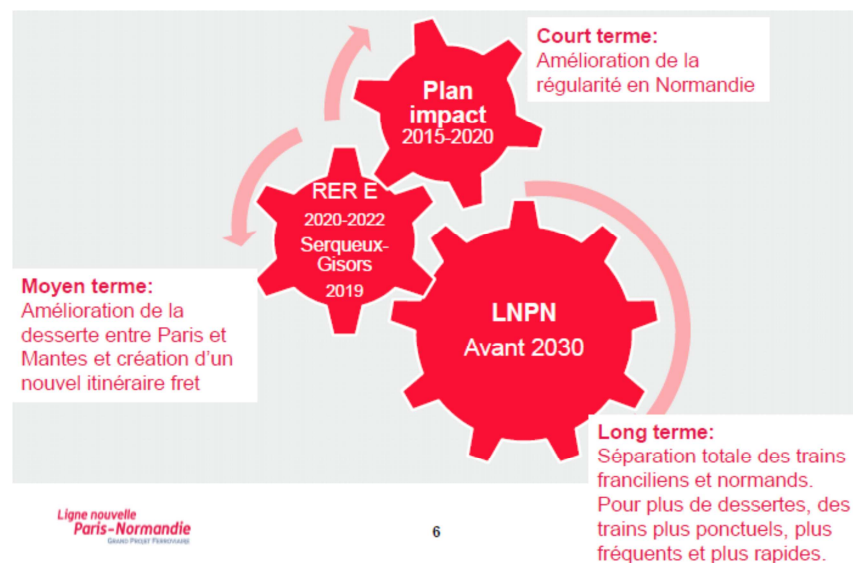 Court terme:
Amélioration de la
régularité en Normandie
Plan
impact
2015-2020
RER E
2020-2022
Serqueux-
Gisors
2019
Moyen terme:
Amélioration de la
desserte entre Paris et
Mantes et création d'un
nouvel itinéraire fret
LNPN
Avant 2030
Long terme:
Séparation totale des trains
franciliens et normands.
Pour plus de dessertes, des
trains plus ponctuels, plus
fréquents et plus rapides.
Ligne nouvelle
Paris-Normandie
GRAND PROJET FERROVIAIRE
6